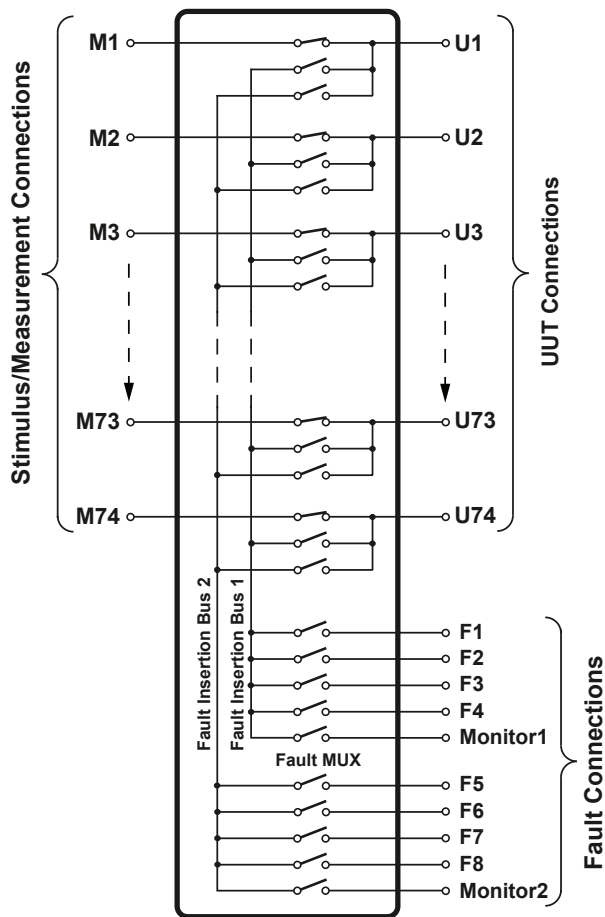 Stimulus/Measurement Connections
M1
U1
M2
U2
M3
U3
M73
U73
M74
U74
UUT Connections
Fault Insertion Bus 2
Fault Insertion Bus 1
F1
F2
F3
F4
Monitor1
Fault MUX
F5
F6
F7
F8
Monitor2
Fault Connections